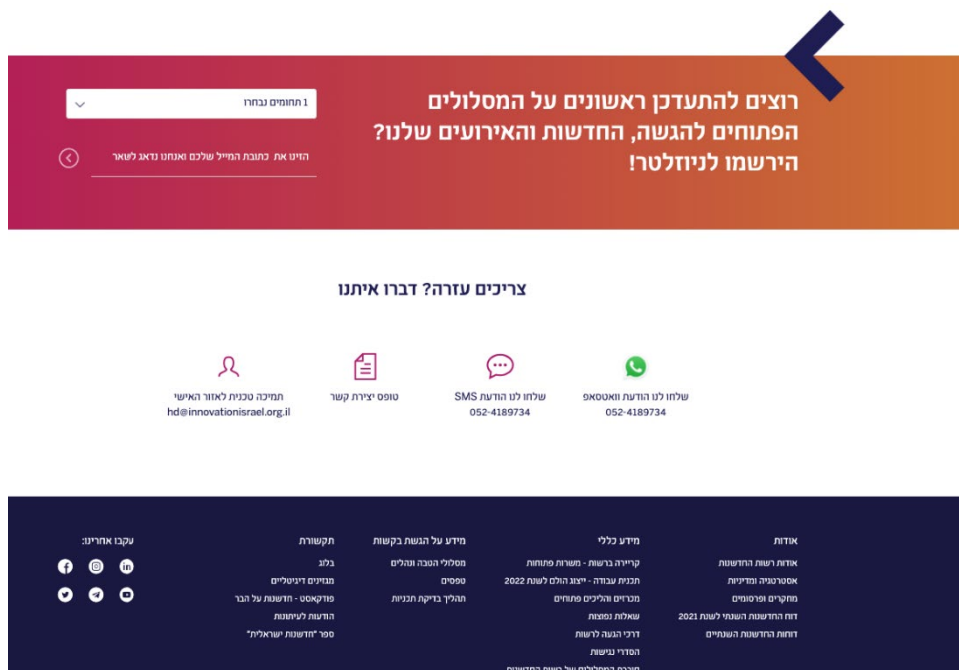 רוצים להתעדכן ראשונים על המסלולים
הפתוחים להגשה, החדשות והאירועים שלנו?
הירשמו לניוזלטר!
1 תחומים נבחרו
הזינו את כתובת המייל שלכם ואנחנו נדאג לשאר
צריכים עזרה? דברו איתנו
שלחו לנו הודעת וואטסאפ
052-4189734
שלחו לנו הודעת SMS
052-4189734
טופס יצירת קשר
תמיכה טכנית לאזור האישי
hd@innovationisrael.org.il
אודות
אודות רשות החדשנות
אסטרטגיה ומדיניות
מחקרים ופרסומים
דוח החדשנות השנתי לשנת 2021
דוחות החדשנות השנתיים
מידע כללי
קריירה ברשות - משרות פתוחות
תכנית עבודה - ייצוג הולם לשנת 2022
מכרזים והליכים פתוחים
שאלות נפוצות
דרכי הגעה לרשות
הסדרי נגישות
חוברת המסלולים של רשות החדשנות
מידע על הגשת בקשות
מסלולי הטבה ונהלים
טפסים
תהליך בדיקת תכניות
תקשורת
בלוג
מגזינים דיגיטליים
פודקאסט - חדשנות על הבר
הודעות לעיתונות
ספר "חדשנות ישראלית"
עקבו אחרינו: